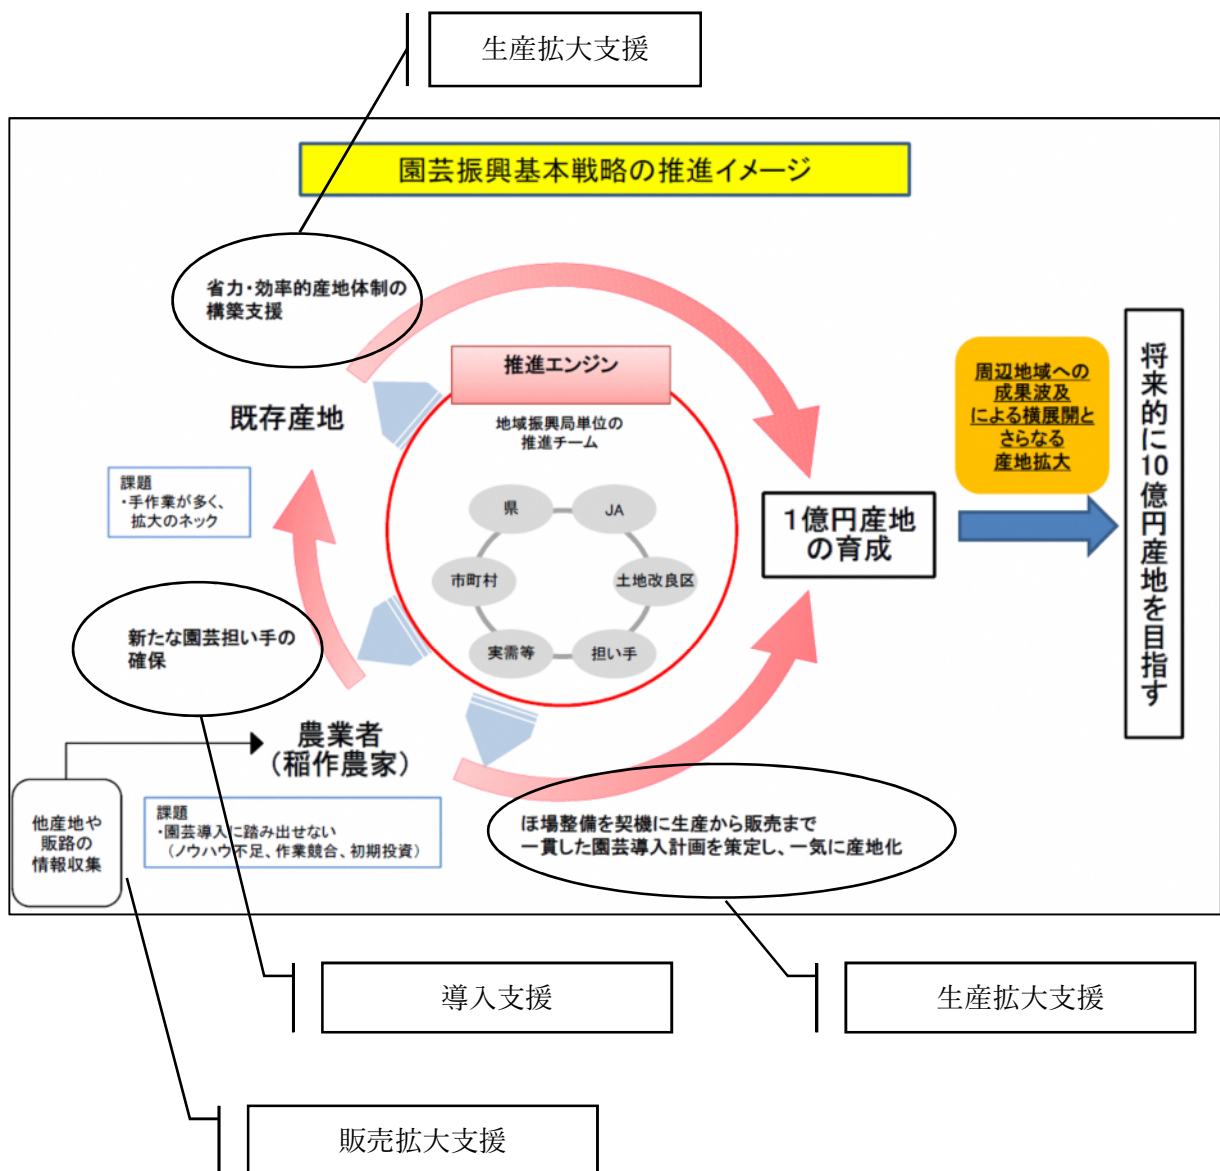 生産拡大支援
園芸振興基本戦略の推進イメージ
省力・効率的産地体制の
構築支援
推進エンジン
地域振興局単位の
推進チーム
既存産地
課題
・手作業が多く、
拡大のネック
県
JA
市町村
土地改良区
実需等
担い手
1億円産地
の育成
周辺地域への
成果波及
による横展開と
さらなる
産地拡大
将来的に10億円産地を目指す
新たな園芸担い手の
確保
農業者
（稲作農家）
他産地や
販路の
情報収集
課題
・園芸導入に踏み出せない
（ノウハウ不足、作業競合、初期投資）
ほ場整備を契機に生産から販売まで
一貫した園芸導入計画を策定し、一気に産地化
導入支援
生産拡大支援
販売拡大支援